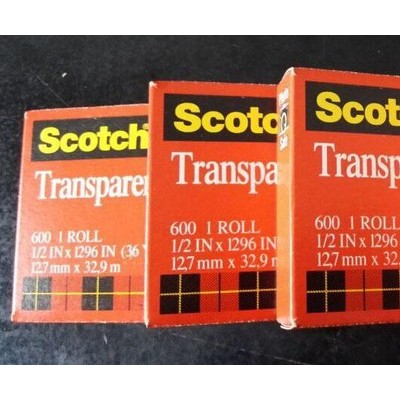 Scotch
Transparen
600 1 ROLL
1/2 IN x 1296 IN (36 Y
12,7 mm x 32,9 m
Scotc
Transpa
600 1 ROLL
1/2 IN x 1296 IN
12,7 mm x 32,9 m
Scot
Transp
600 1 ROLL
1/2 IN x 1296
12,7 mm x 32,